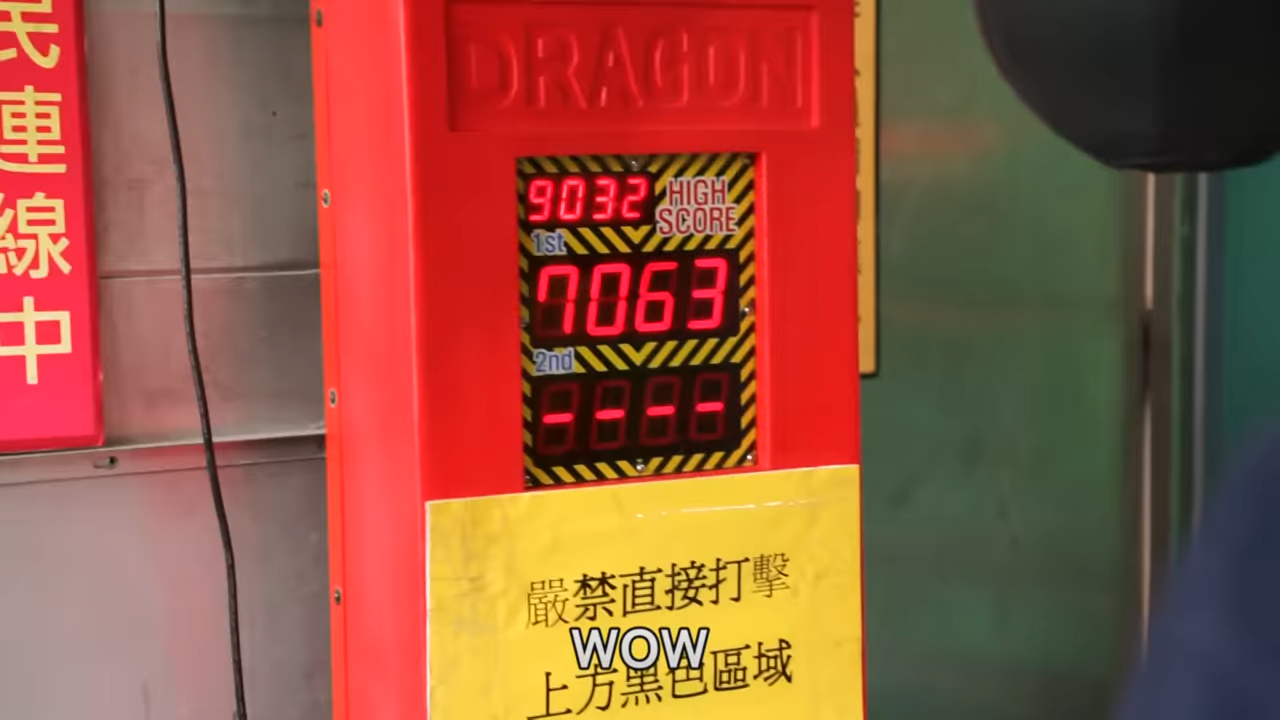 民連線中
DRAGON
9032
HIGH
SCORE
1st
7063
2nd
----
嚴禁直接打擊
WOW
上方黑色區域